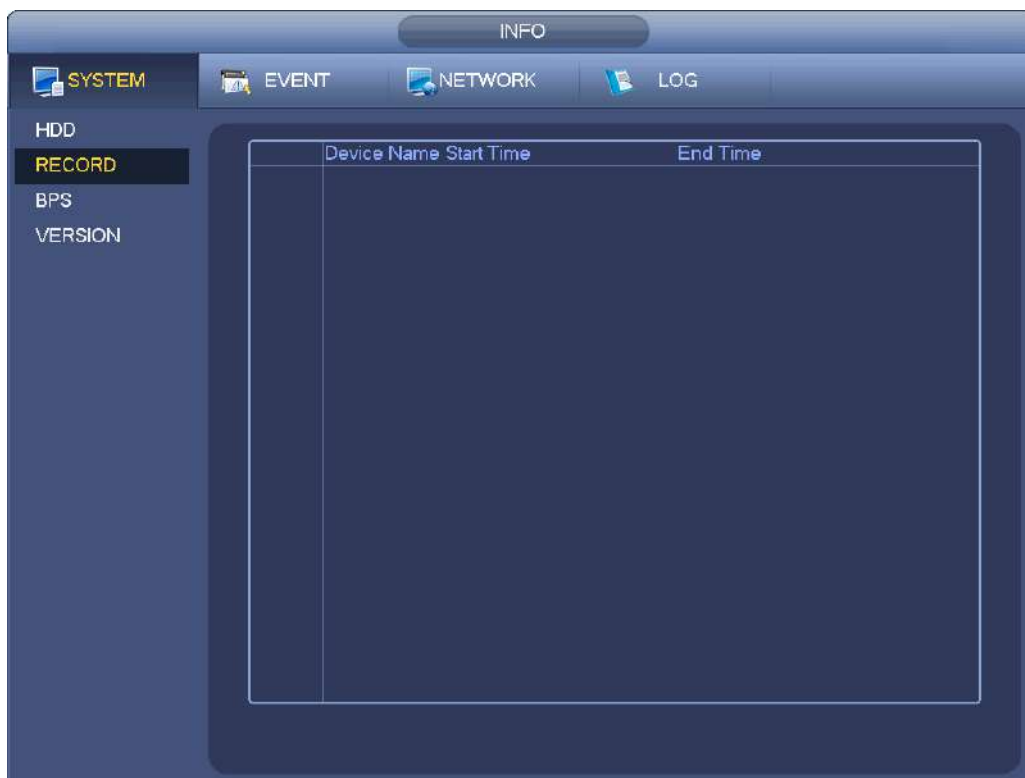 INFO
SYSTEM EVENT NETWORK LOG
HDD
RECORD
BPS
VERSION
Device Name Start Time End Time